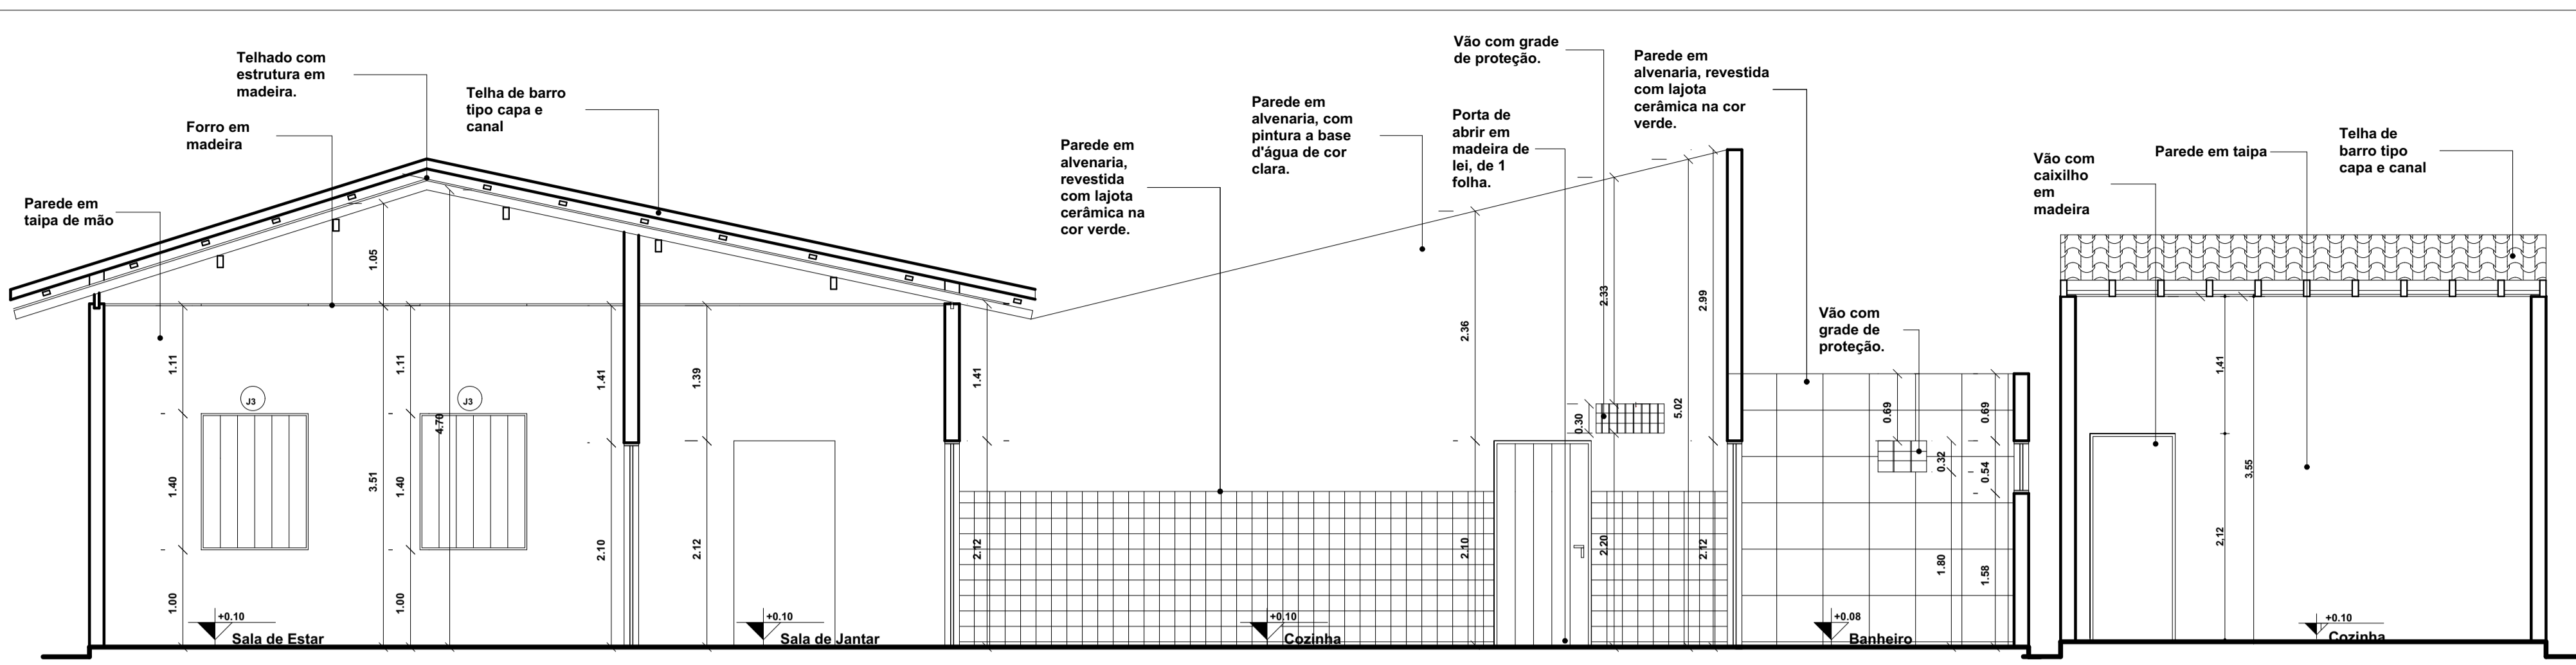 Telhado com
estrutura em
madeira.
Telha de barro
tipo capa e
canal
Forro em
madeira
Parede em
taipa de mão
Parede em
alvenaria,
revestida
com lajota
cerâmica na
cor verde.
Parede em
alvenaria, com
pintura a base
d'água de cor
clara.
Vão com grade
de proteção.
Porta de
abrir em
madeira de
lei, de 1
folha.
Parede em
alvenaria, revestida
com lajota
cerâmica na cor
verde.
Vão com
grade de
proteção.
Vão com
caixilho
em
madeira
Parede em taipa
Telha de
barro tipo
capa e canal
1.11
1.40
1.00
J3
1.05
3.51
1.11
1.40
1.00
4.70
J3
1.41
2.10
1.39
2.12
1.41
2.12
2.36
2.10
0.30
2.33
2.20
5.02
2.99
2.12
0.69
0.32
1.80
0.69
0.54
1.58
1.41
2.12
3.55
+0.10
Sala de Estar
+0.10
Sala de Jantar
+0.10
Cozinha
+0.08
Banheiro
+0.10
Cozinha